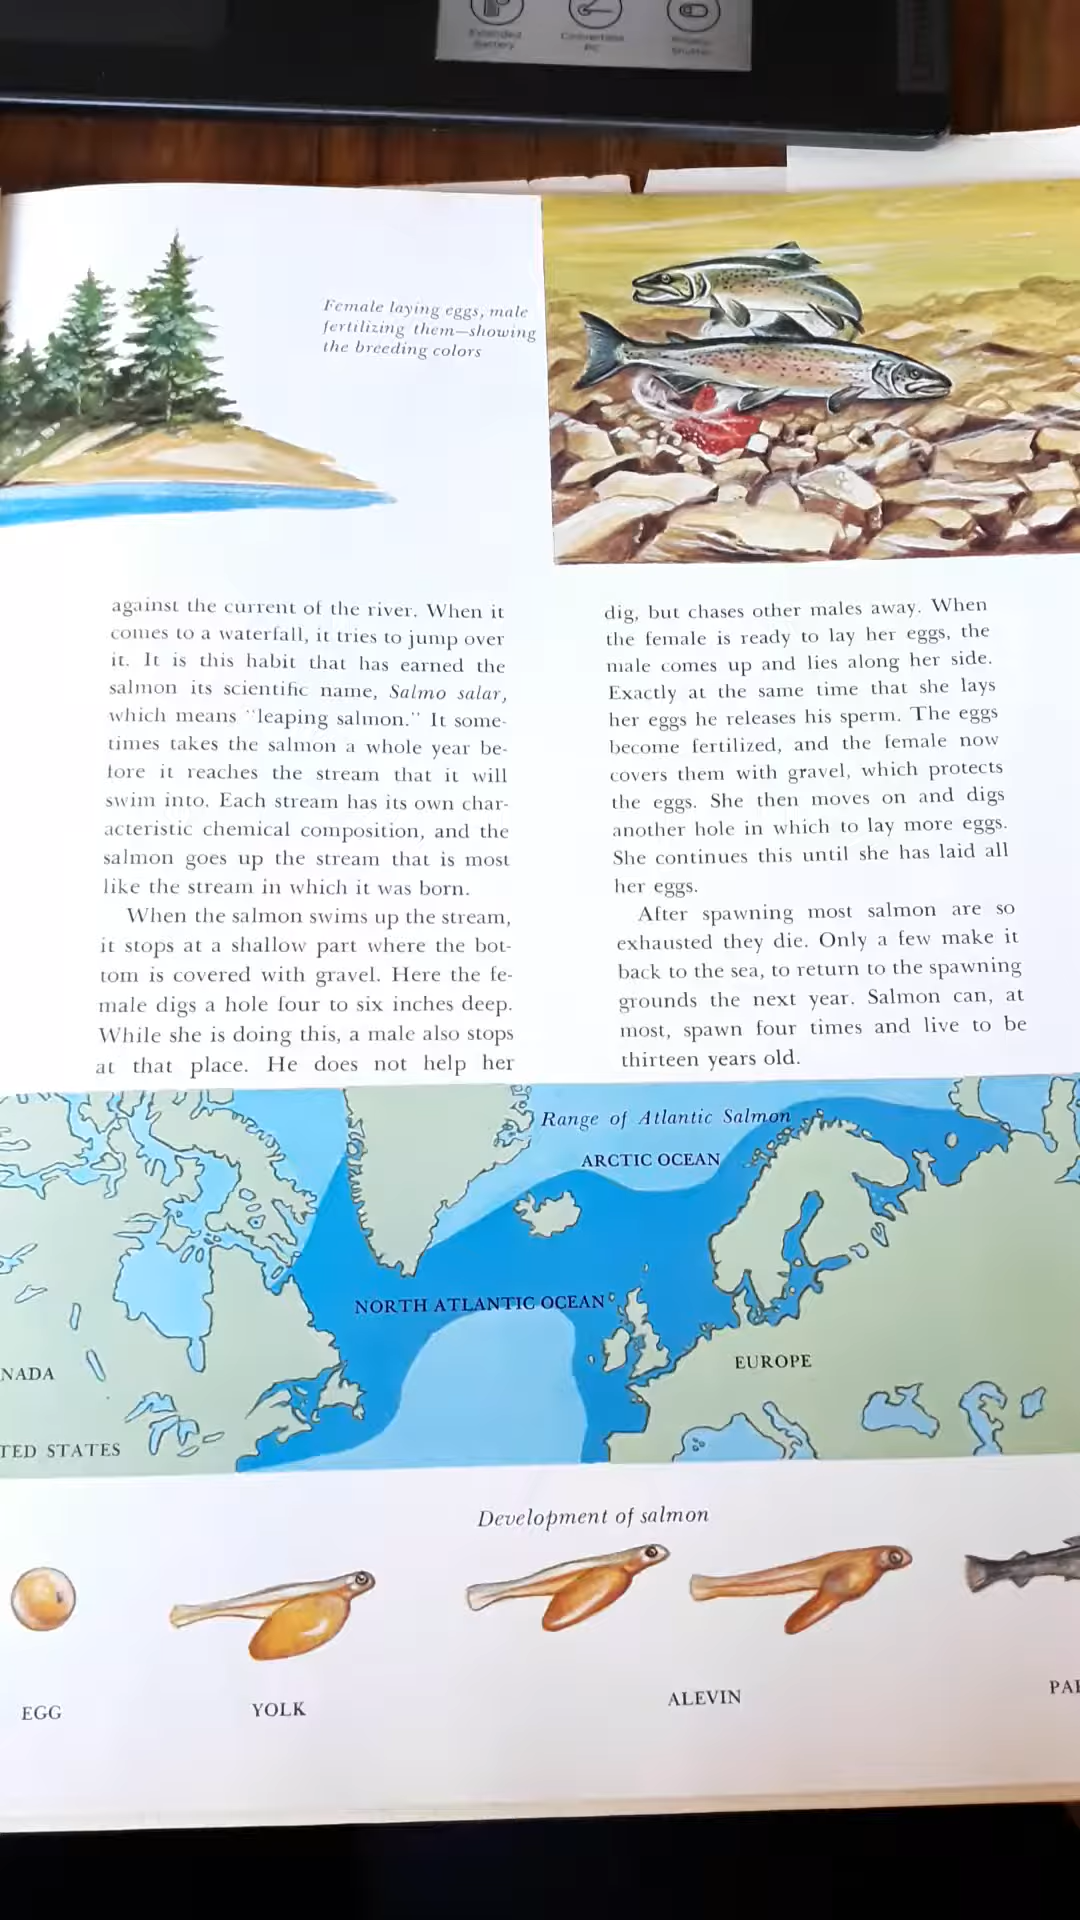 Extended
Battery
Convertible
PC
Privacy
Shutter
Female laying eggs, male
fertilizing them—showing
the breeding colors
against the current of the river. When it
comes to a waterfall, it tries to jump over
it. It is this habit that has earned the
salmon its scientific name, Salmo salar,
which means "leaping salmon." It some-
times takes the salmon a whole year be-
fore it reaches the stream that it will
swim into. Each stream has its own char-
acteristic chemical composition, and the
salmon goes up the stream that is most
like the stream in which it was born.
When the salmon swims up the stream,
it stops at a shallow part where the bot-
tom is covered with gravel. Here the fe-
male digs a hole four to six inches deep.
While she is doing this, a male also stops
at that place. He does not help her
dig, but chases other males away. When
the female is ready to lay her eggs, the
male comes up and lies along her side.
Exactly at the same time that she lays
her eggs he releases his sperm. The eggs
become fertilized, and the female now
covers them with gravel, which protects
the eggs. She then moves on and digs
another hole in which to lay more eggs.
She continues this until she has laid all
her eggs.
After spawning most salmon are so
exhausted they die. Only a few make it
back to the sea, to return to the spawning
grounds the next year. Salmon can, at
most, spawn four times and live to be
thirteen years old.
Range of Atlantic Salmon
ARCTIC OCEAN
NORTH ATLANTIC OCEAN
EUROPE
NADA
TED STATES
Development of salmon
EGG
YOLK
ALEVIN
PAR